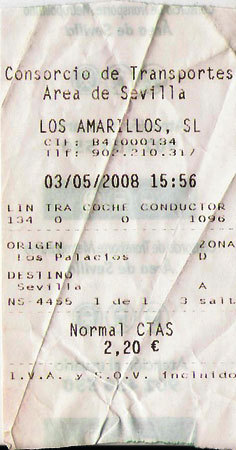 Consorcio de Transportes
Area de Sevilla
LOS AMARILLOS, SL
CIF: B41000134
Tlf: 902.210.317
03/05/2008 15:56
LIN TRA COCHE CONDUCTOR
134 0 0 1096
ORIGEN ZONA
Los Palacios D
DESTINO
Sevilla A
NS-4455 1 de 1 3 salt
Normal CTAS
2,20 €
I.V.A. y S.O.V. incluido